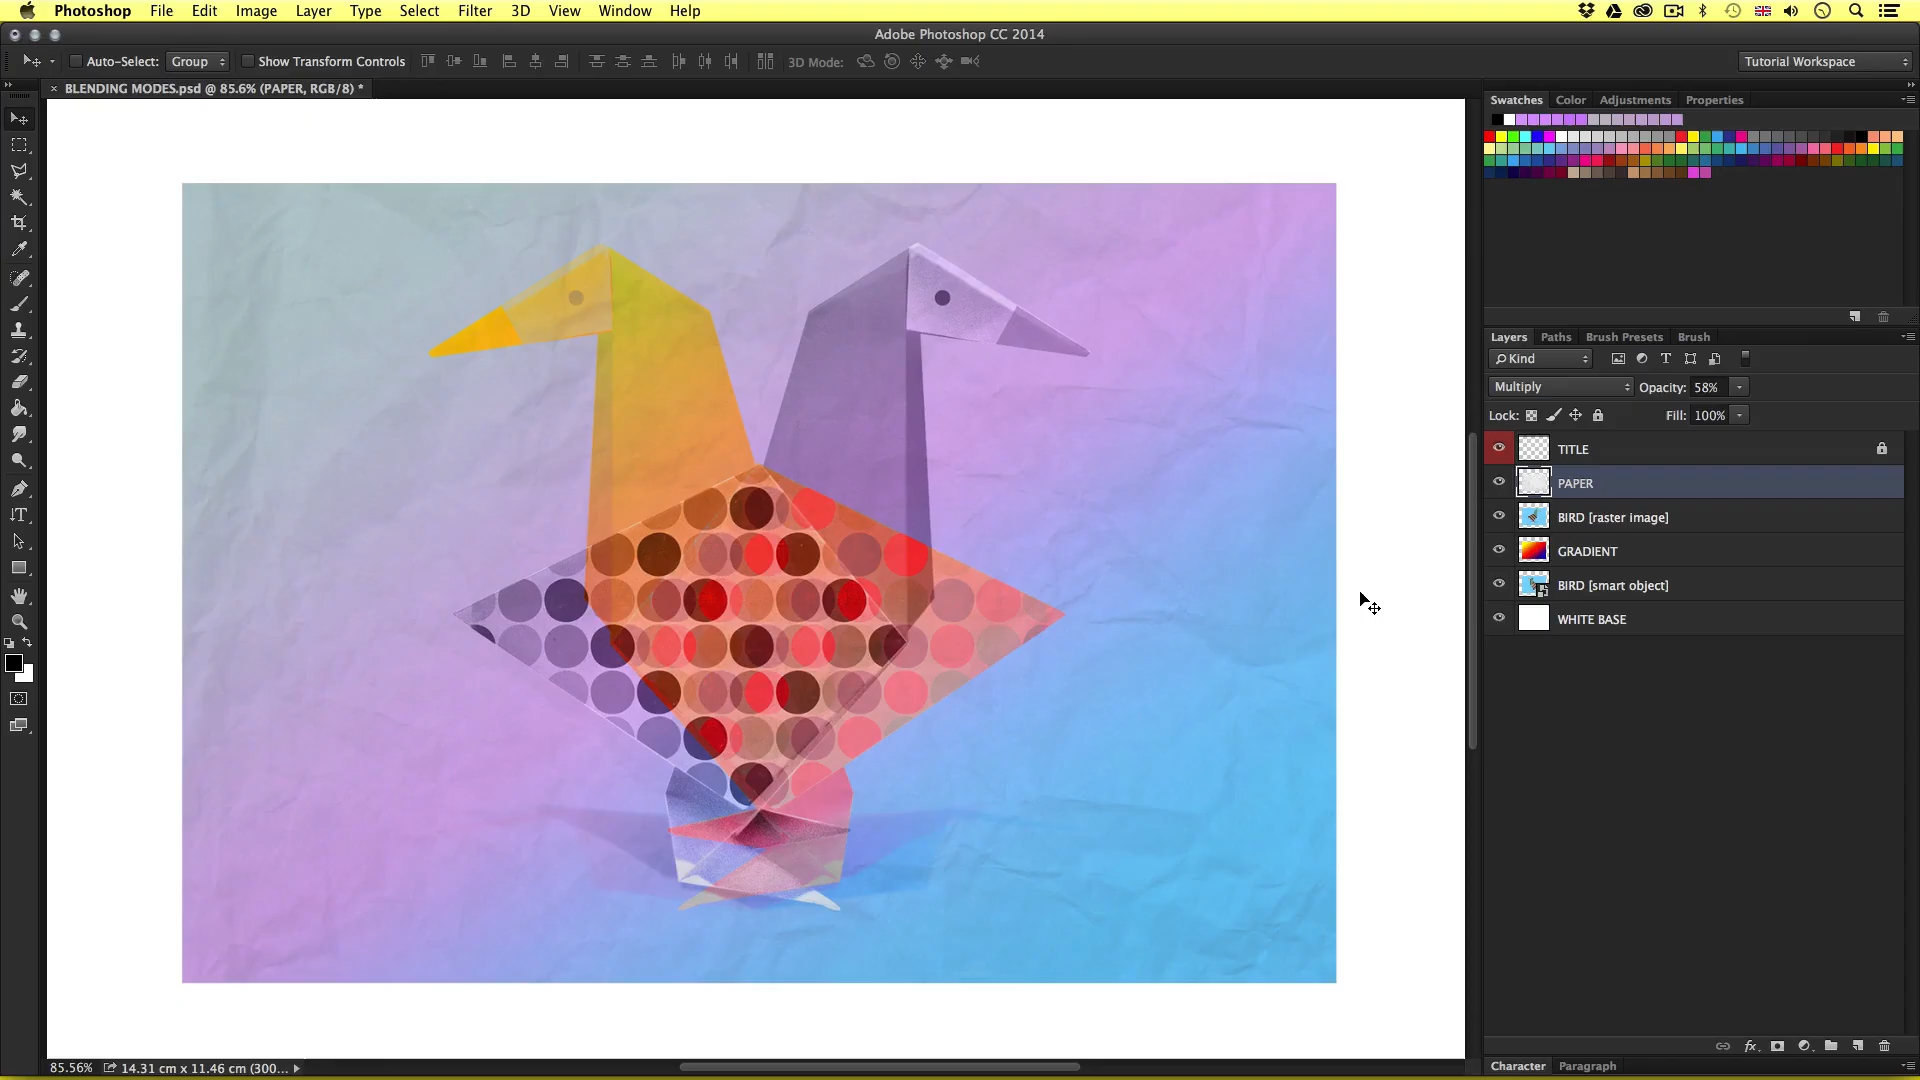 Photoshop File Edit Image Layer Type Select Filter 3D View Window Help
Adobe Photoshop CC 2014
Auto-Select: Group Show Transform Controls 3D Mode: Tutorial Workspace
× BLENDING MODES.psd @ 85.6% (PAPER, RGB/8) *
Swatches Color Adjustments Properties
Layers Paths Brush Presets Brush
Kind
Multiply Opacity: 58%
Lock: Fill: 100%
TITLE
PAPER
BIRD [raster image]
GRADIENT
BIRD [smart object]
WHITE BASE
85.56% 14.31 cm x 11.46 cm (300...
Character Paragraph